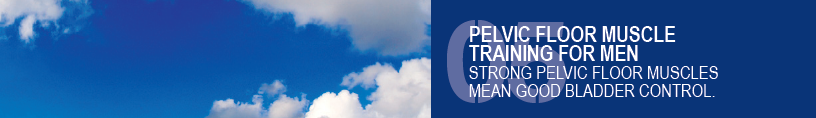 05
PELVIC FLOOR MUSCLE
TRAINING FOR MEN
STRONG PELVIC FLOOR MUSCLES
MEAN GOOD BLADDER CONTROL.